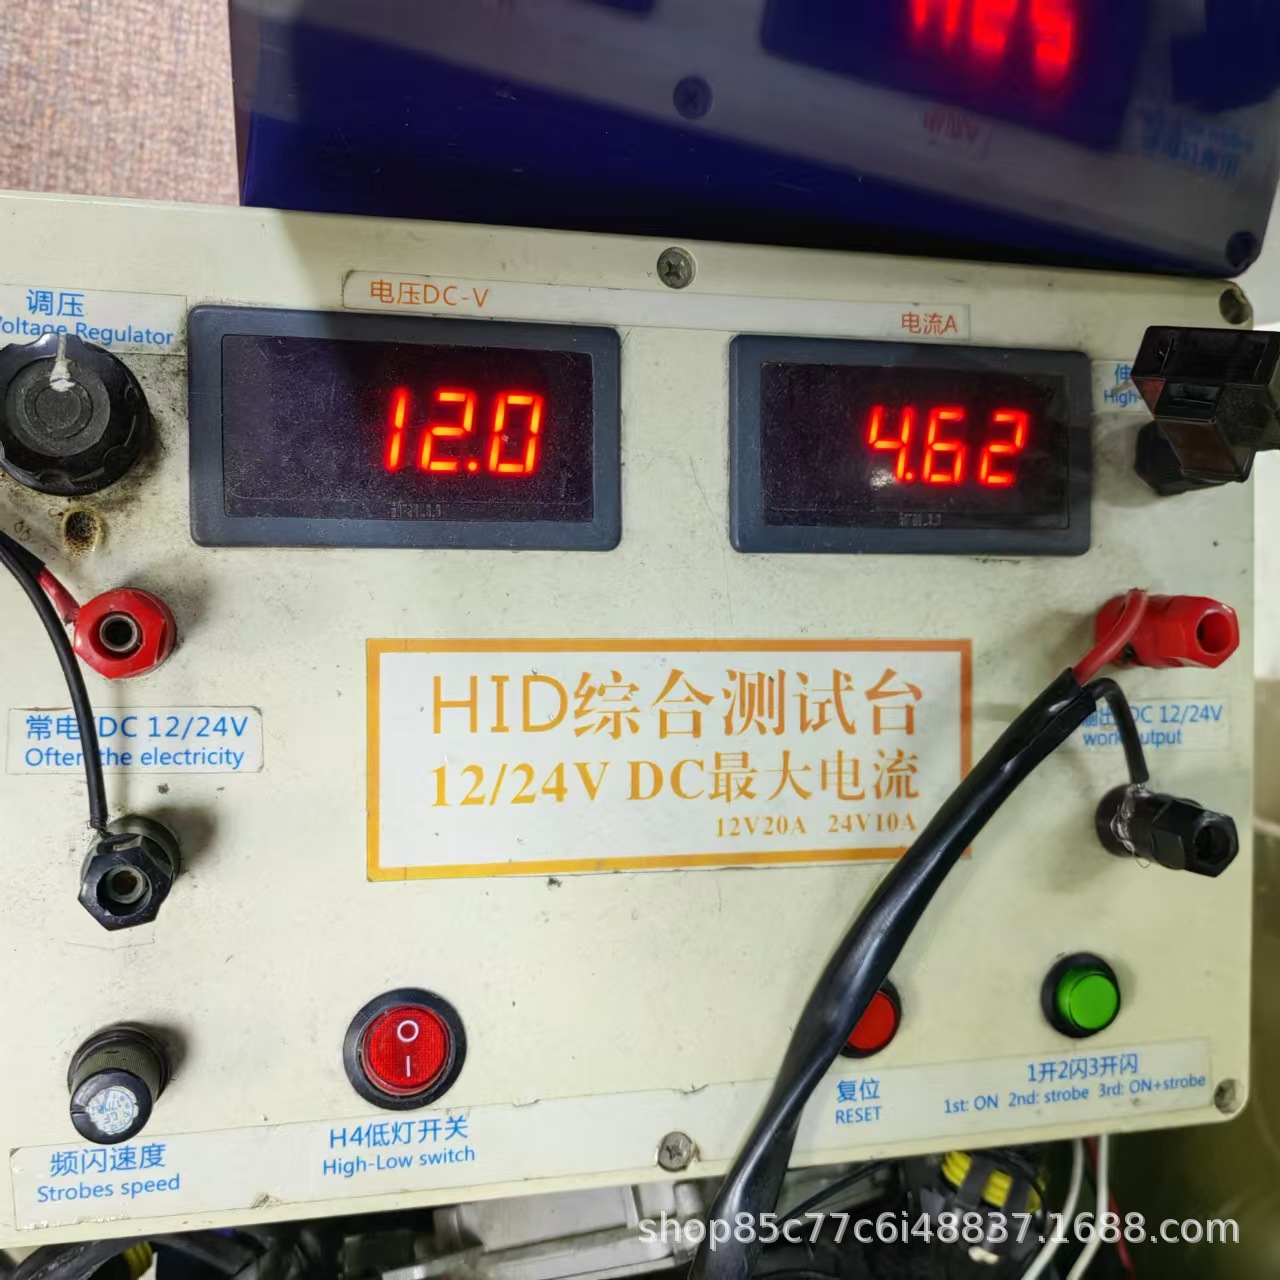 调压
Voltage Regulator
电压DC-V
电流A
12.0
4.62
伸
High-
常电 DC 12/24V
Often the electricity
HID综合测试台
12/24V DC最大电流
12V20A 24V10A
输出 DC 12/24V
work output
频闪速度
Strobes speed
H4低灯开关
High-Low switch
复位
RESET
1开2闪3开闪
1st: ON 2nd: strobe 3rd: ON+strobe
shop85c77c6i48837.1688.com